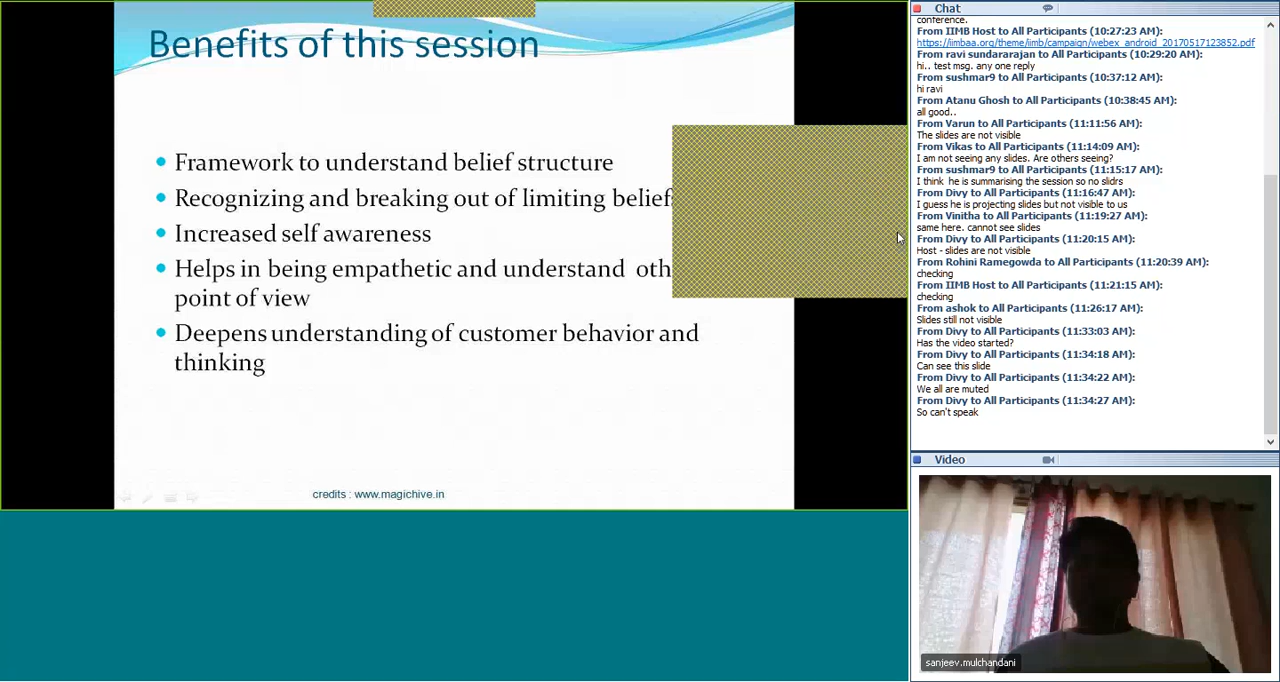 Benefits of this session
Framework to understand belief structure
Recognizing and breaking out of limiting belief
Increased self awareness
Helps in being empathetic and understand oth
point of view
Deepens understanding of customer behavior and
thinking
credits : www.magichive.in
Chat
conference.
From IIMB Host to All Participants (10:27:23 AM):
https://iimbaa.org/theme/iimb/campaign/webex_android_20170517123852.pdf
From ravi sundararajan to All Participants (10:29:20 AM):
hi.. test msg. any one reply
From sushmar9 to All Participants (10:37:12 AM):
hi ravi
From Atanu Ghosh to All Participants (10:38:45 AM):
all good..
From Varun to All Participants (11:11:56 AM):
The slides are not visible
From Vikas to All Participants (11:14:09 AM):
I am not seeing any slides. Are others seeing?
From sushmar9 to All Participants (11:15:17 AM):
I think he is summarising the session so no slidrs
From Divy to All Participants (11:16:47 AM):
I guess he is projecting slides but not visible to us
From Vinitha to All Participants (11:19:27 AM):
same here. cannot see slides
From Divy to All Participants (11:20:15 AM):
Host - slides are not visible
From Rohini Ramegowda to All Participants (11:20:39 AM):
checking
From IIMB Host to All Participants (11:21:15 AM):
checking
From ashok to All Participants (11:26:17 AM):
Slides still not visible
From Divy to All Participants (11:33:03 AM):
Has the video started?
From Divy to All Participants (11:34:18 AM):
Can see this slide
From Divy to All Participants (11:34:22 AM):
We all are muted
From Divy to All Participants (11:34:27 AM):
So can't speak
Video
sanjeev.mulchandani